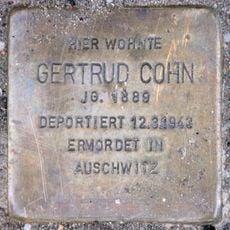 HIER WOHNTE
GERTRUD COHN
JG. 1889
DEPORTIERT 12.3.1943
ERMORDET IN
AUSCHWITZ